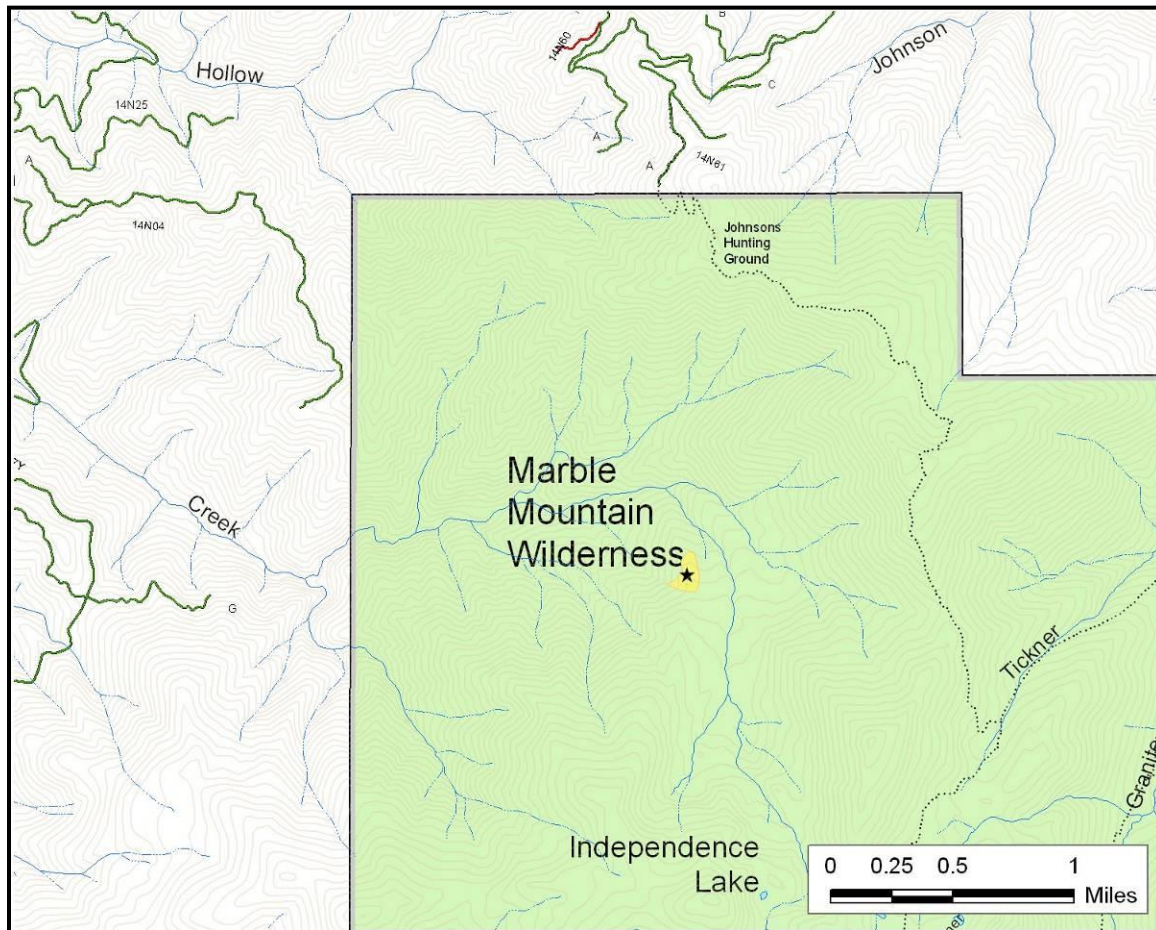 B
14N60
Johnson
Hollow
C
14N25
A
A
14N61
A
14N04
Johnsons
Hunting
Ground
Marble
Mountain
Wilderness
Creek
G
Tickner
Granite
Independence
Lake
0 0.25 0.5 1
Miles